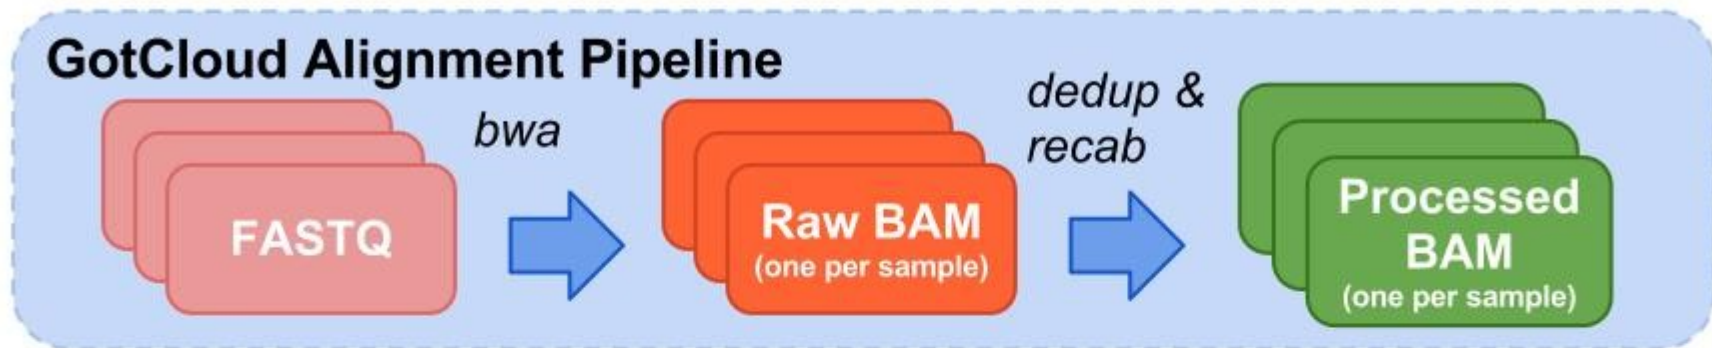 GotCloud Alignment Pipeline
bwa
dedup &
recab
FASTQ
Raw BAM
(one per sample)
Processed
BAM
(one per sample)